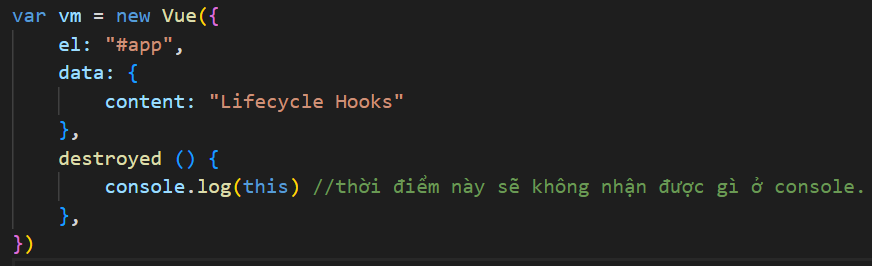 var vm = new Vue({
    el: "#app",
    data: {
        content: "Lifecycle Hooks"
    },
    destroyed () {
        console.log(this) //thời điểm này sẽ không nhận được gì ở console.
    },
})